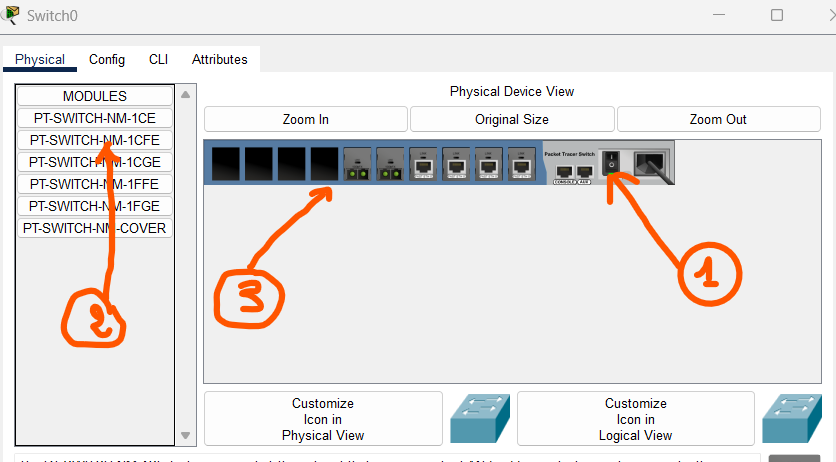 Switch0
Physical Config CLI Attributes
MODULES
PT-SWITCH-NM-1CE
PT-SWITCH-NM-1CFE
PT-SWITCH-NM-1CGE
PT-SWITCH-NM-1FFE
PT-SWITCH-NM-1FGE
PT-SWITCH-NM-COVER
Physical Device View
Zoom In Original Size Zoom Out
Packet Tracer Switch
CONSOLE AUX
1
2
3
Customize
Icon in
Physical View
Customize
Icon in
Logical View